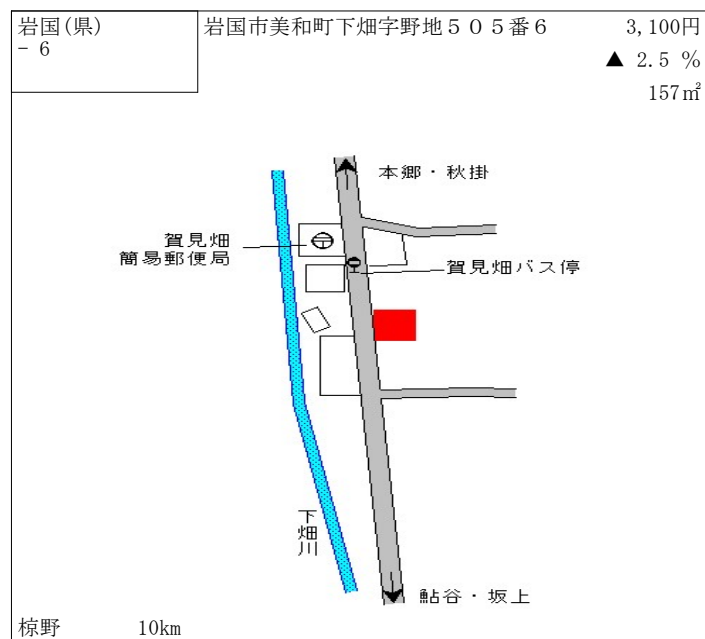 岩国(県)
－ 6
岩国市美和町下畑字野地５０５番６
3,100円
▲ 2.5 %
157㎡
本郷・秋掛
賀見畑
簡易郵便局
賀見畑バス停
下畑川
鮎谷・坂上
椋野 10km